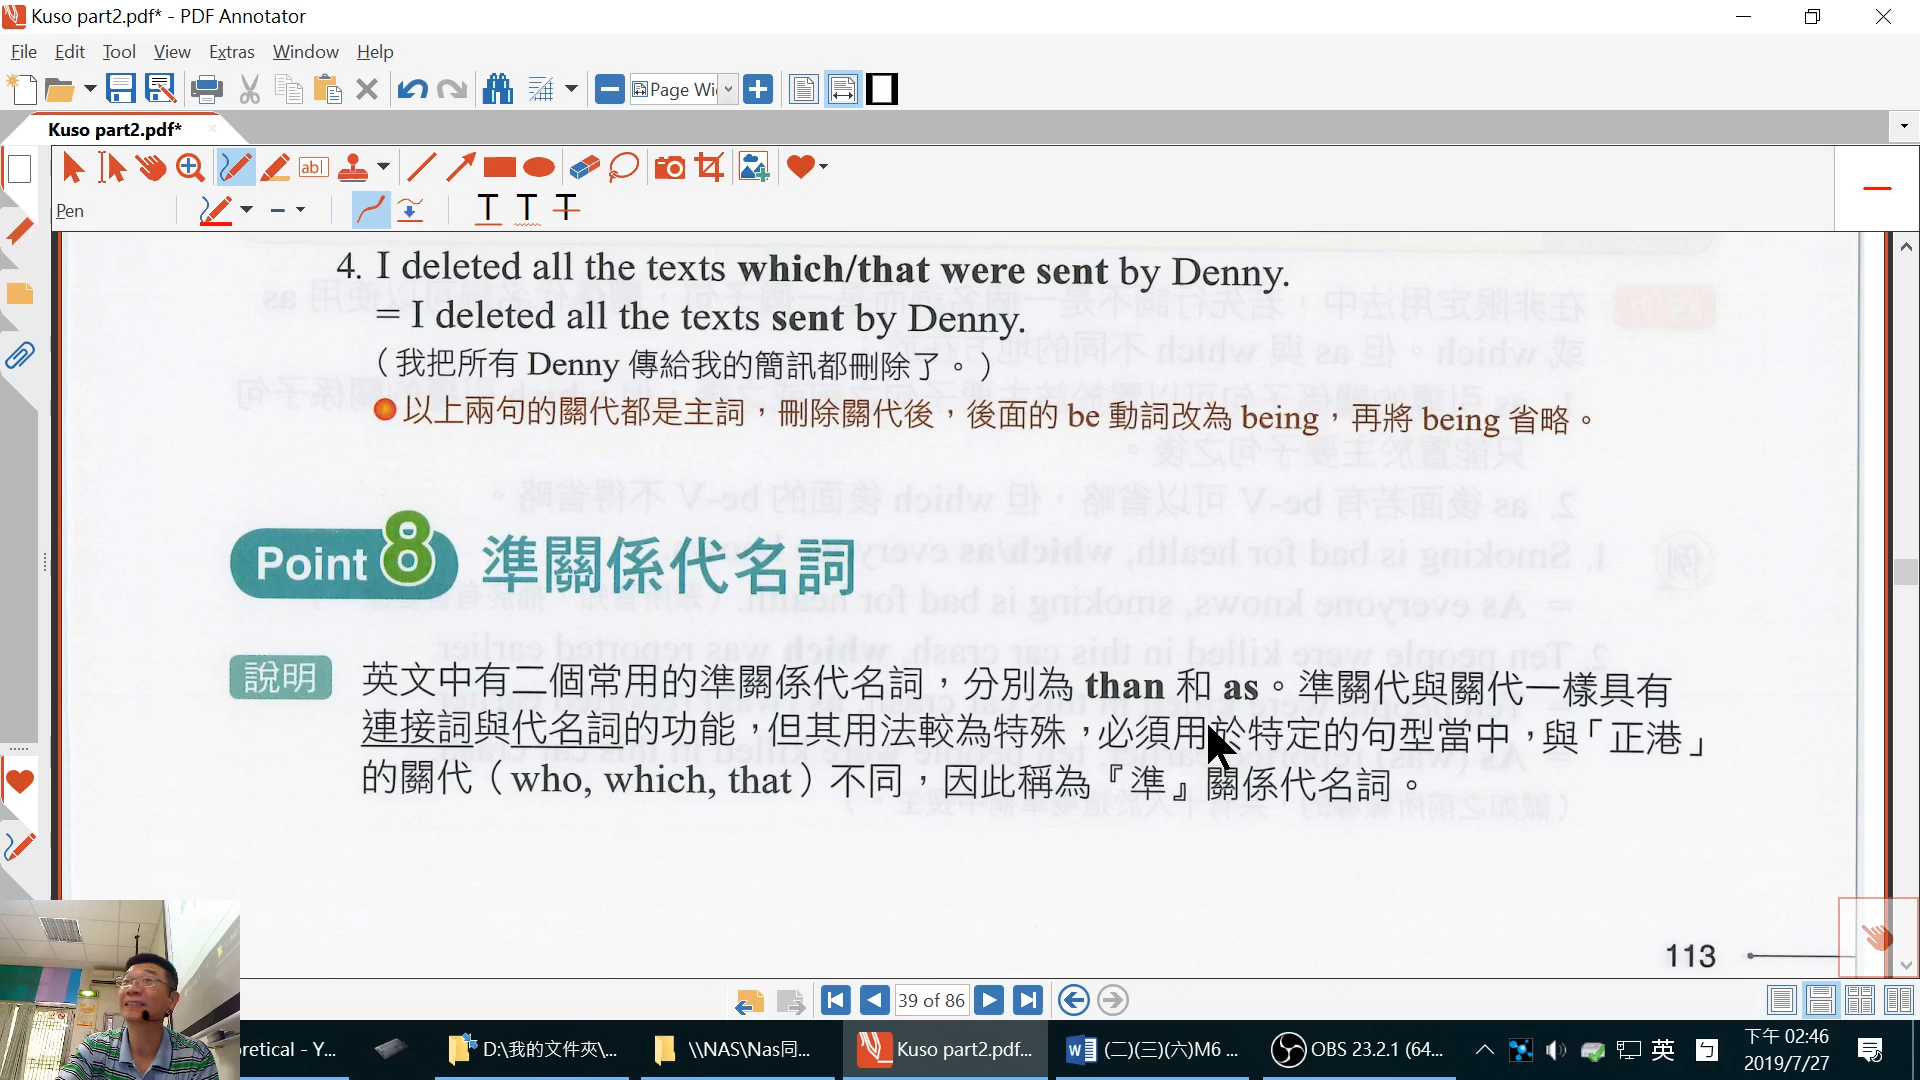 Kuso part2.pdf* - PDF Annotator
File Edit Tool View Extras Window Help
Page Wi
Kuso part2.pdf*
ab|
Pen
T T T
4. I deleted all the texts which/that were sent by Denny.
= I deleted all the texts sent by Denny.
（我把所有 Denny 傳給我的簡訊都刪除了。）
以上兩句的關代都是主詞，刪除關代後，後面的 be 動詞改為 being，再將 being 省略。
Point 8 準關係代名詞
說明 英文中有二個常用的準關係代名詞，分別為 than 和 as。準關代與關代一樣具有
連接詞與代名詞的功能，但其用法較為特殊，必須用於特定的句型當中，與「正港」
的關代（who, which, that）不同，因此稱為『準』關係代名詞。
113
39 of 86
retical - Y...
D:\我的文件夾\...
\\NAS\Nas同...
Kuso part2.pdf...
(二)(三)(六)M6 ...
OBS 23.2.1 (64...
英
ㄅ
下午 02:46
2019/7/27